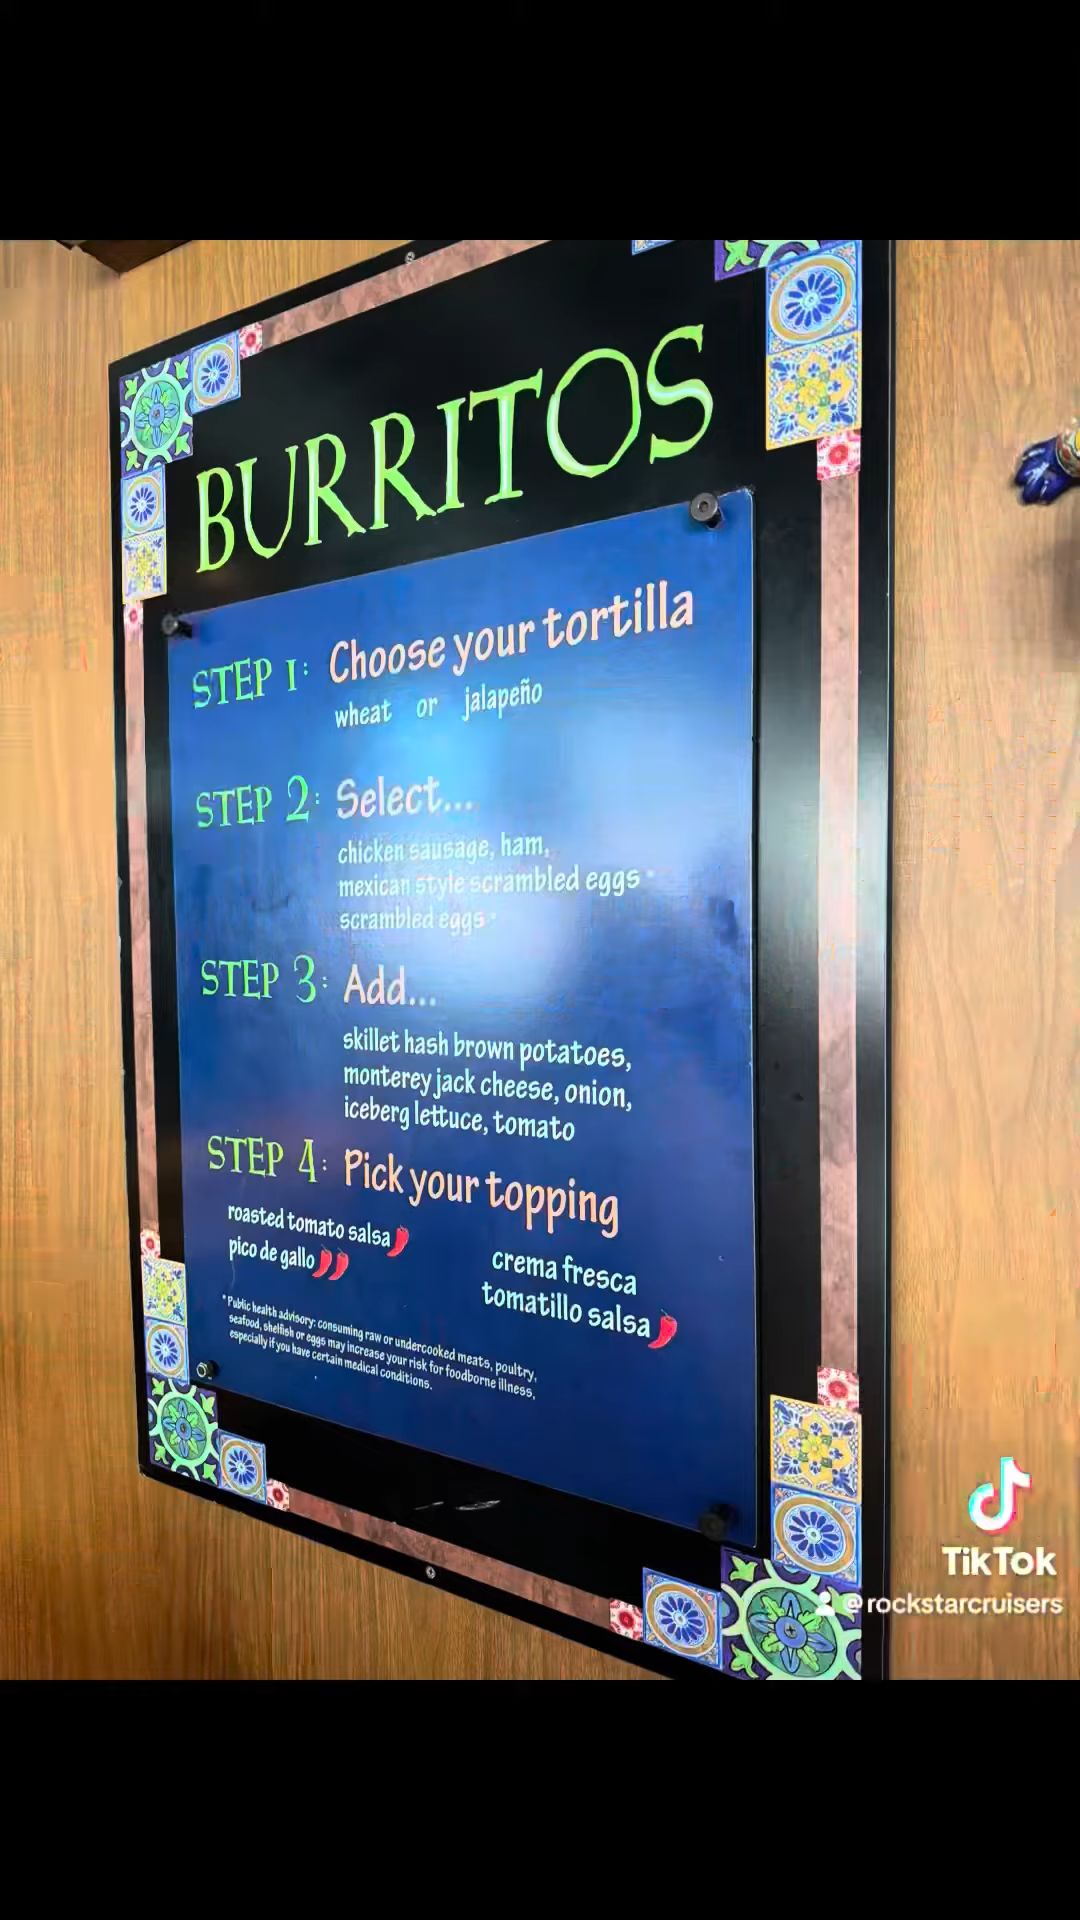 BURRITOS
STEP 1: Choose your tortilla
wheat or jalapeño
STEP 2: Select...
chicken sausage, ham,
mexican style scrambled eggs *
scrambled eggs *
STEP 3: Add...
skillet hash brown potatoes,
monterey jack cheese, onion,
iceberg lettuce, tomato
STEP 4: Pick your topping
roasted tomato salsa
pico de gallo
crema fresca
tomatillo salsa
* Public health advisory: consuming raw or undercooked meats, poultry,
seafood, shelfish or eggs may increase your risk for foodborne illness,
especially if you have certain medical conditions.
TikTok
@rockstarcruisers